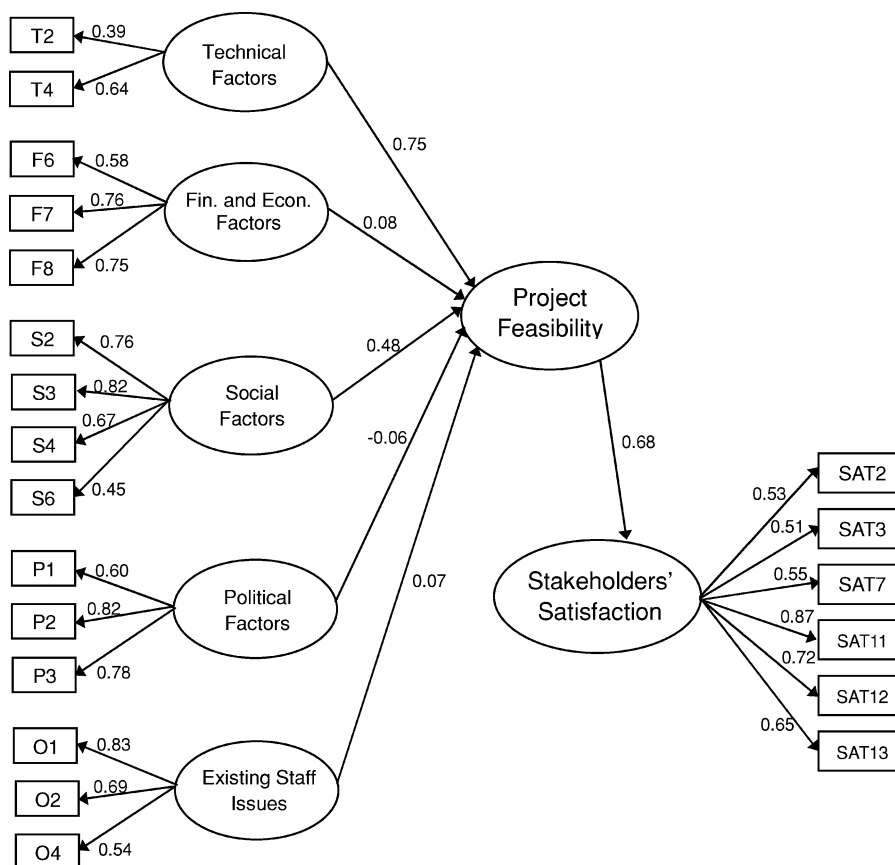 T2
0.39
T4
0.64
Technical
Factors
0.75
F6
0.58
F7
0.76
F8
0.75
Fin. and Econ.
Factors
0.08
S2
0.76
S3
0.82
S4
0.67
S6
0.45
Social
Factors
0.48
P1
0.60
P2
0.82
P3
0.78
Political
Factors
-0.06
O1
0.83
O2
0.69
O4
0.54
Existing Staff
Issues
0.07
Project
Feasibility
0.68
Stakeholders’
Satisfaction
0.53
SAT2
0.51
SAT3
0.55
SAT7
0.87
SAT11
0.72
SAT12
0.65
SAT13